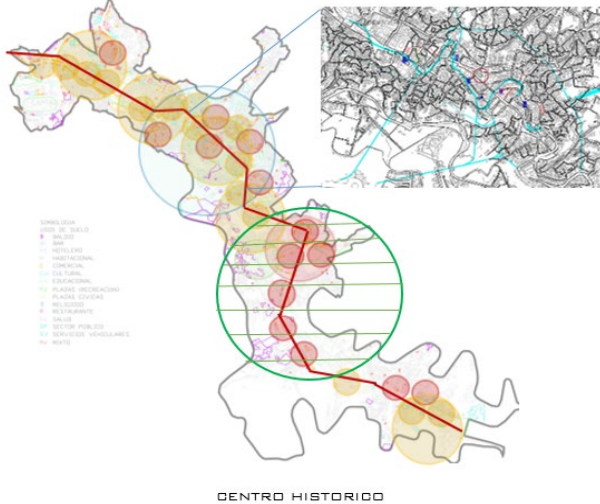 SIMBOLOGIA
USOS DE SUELO
BALDIO
BAR
HOTELERO
HABITACIONAL
COMERCIAL
CULTURAL
EDUCACIONAL
PLAZAS (RECREACION)
PLAZAS CIVICAS
RELIGIOSO
RESTAURANTE
SALUD
SECTOR PUBLICO
SERVICIOS VEHICULARES
MIXTO
CENTRO HISTORICO